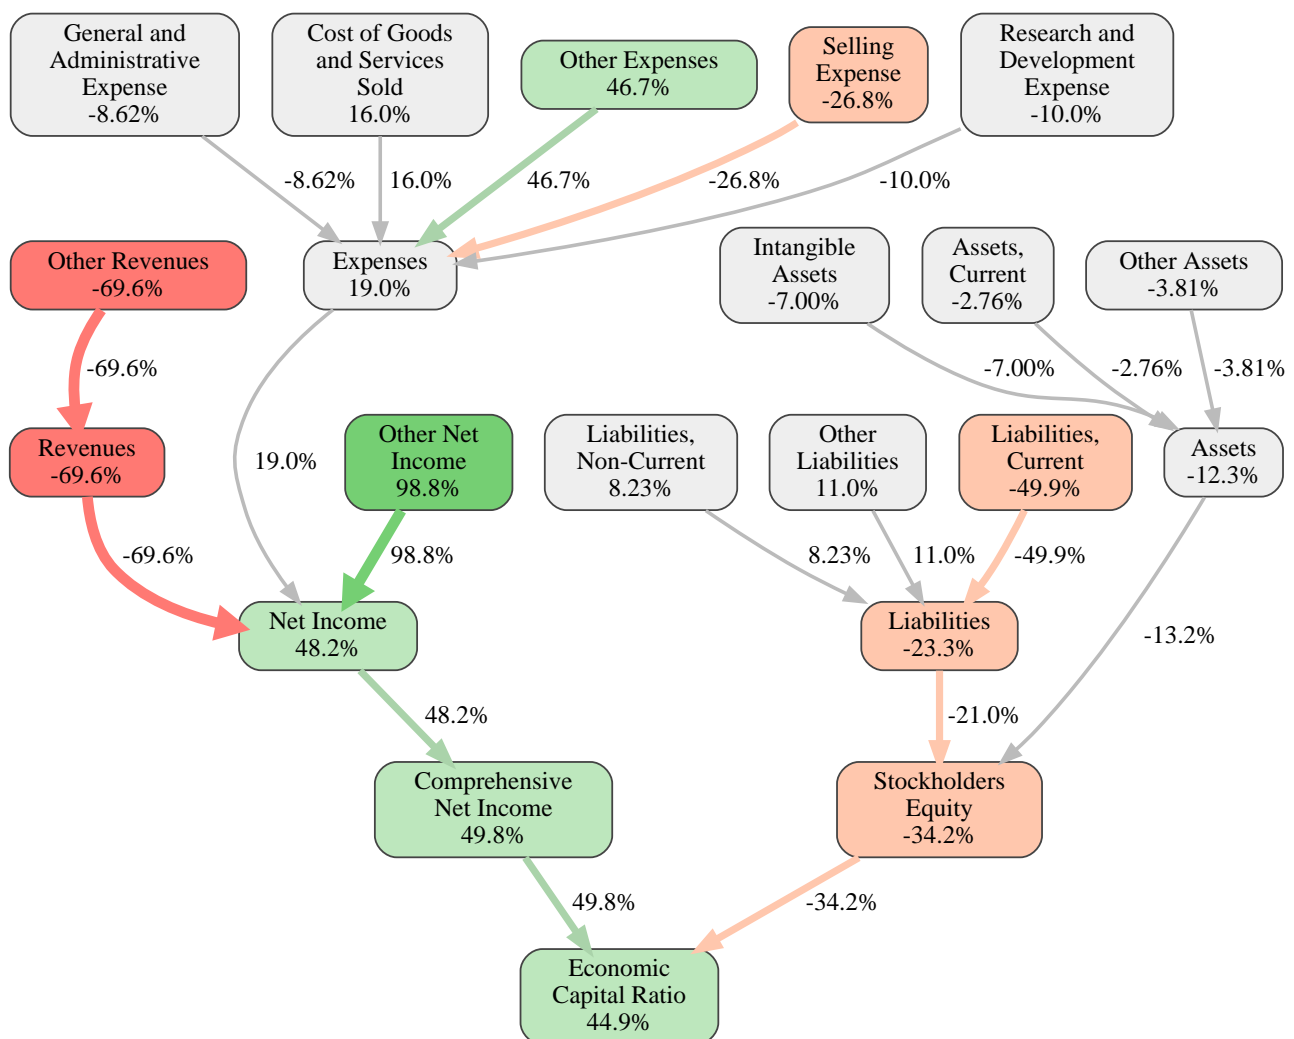 General and
Administrative
Expense
-8.62%
Cost of Goods
and Services
Sold
16.0%
Other Expenses
46.7%
Selling
Expense
-26.8%
Research and
Development
Expense
-10.0%
-8.62%
16.0%
46.7%
-26.8%
-10.0%
Other Revenues
-69.6%
Expenses
19.0%
Intangible
Assets
-7.00%
Assets,
Current
-2.76%
Other Assets
-3.81%
-69.6%
-7.00%
-2.76%
-3.81%
Revenues
-69.6%
19.0%
Other Net
Income
98.8%
Liabilities,
Non-Current
8.23%
Other
Liabilities
11.0%
Liabilities,
Current
-49.9%
Assets
-12.3%
-69.6%
98.8%
8.23%
11.0%
-49.9%
-13.2%
Net Income
48.2%
Liabilities
-23.3%
48.2%
-21.0%
Comprehensive
Net Income
49.8%
Stockholders
Equity
-34.2%
49.8%
-34.2%
Economic
Capital Ratio
44.9%